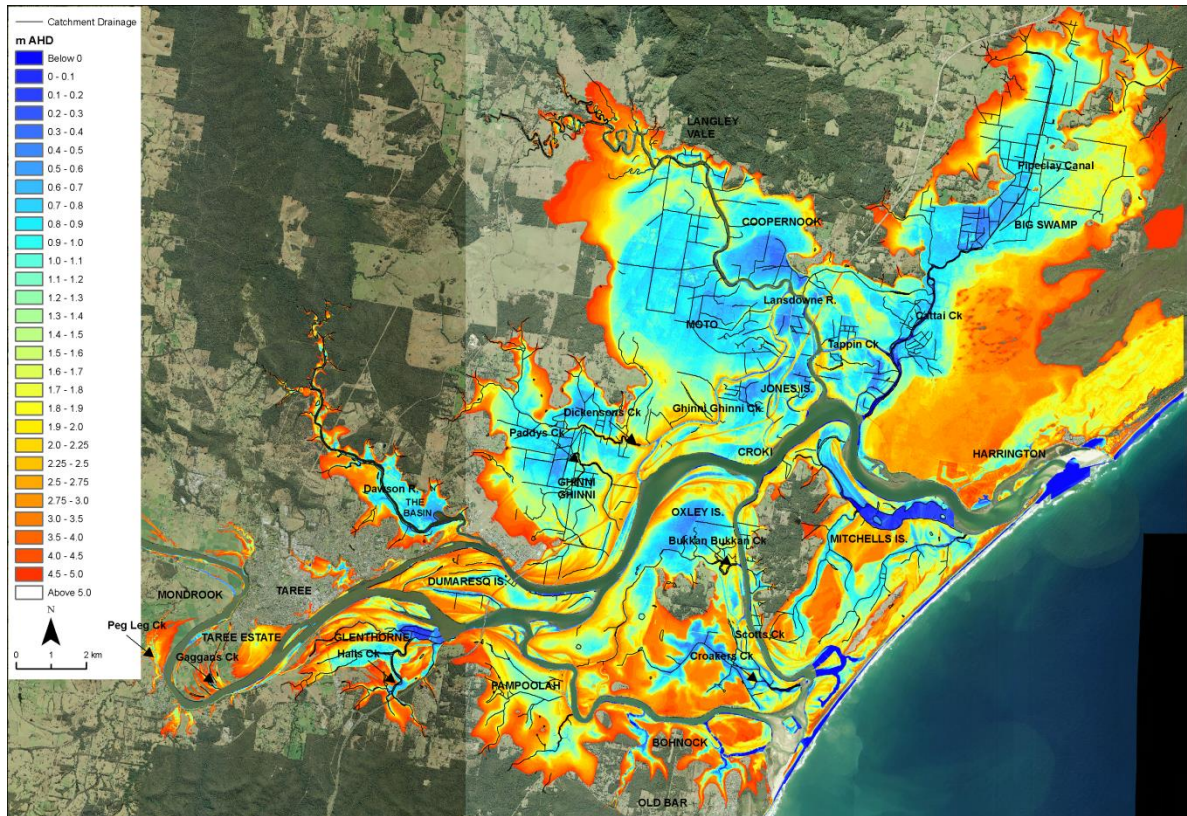 Catchment Drainage
m AHD
Below 0
0 - 0.1
0.1 - 0.2
0.2 - 0.3
0.3 - 0.4
0.4 - 0.5
0.5 - 0.6
0.6 - 0.7
0.7 - 0.8
0.8 - 0.9
0.9 - 1.0
1.0 - 1.1
1.1 - 1.2
1.2 - 1.3
1.3 - 1.4
1.4 - 1.5
1.5 - 1.6
1.6 - 1.7
1.7 - 1.8
1.8 - 1.9
1.9 - 2.0
2.0 - 2.25
2.25 - 2.5
2.5 - 2.75
2.75 - 3.0
3.0 - 3.5
3.5 - 4.0
4.0 - 4.5
4.5 - 5.0
Above 5.0
N
0 1 2 km
LANGLEY
VALE
Pipeclay Canal
COOPERNOOK
BIG SWAMP
Lansdowne R.
Cattai Ck
MOTO
Tappin Ck
JONES IS.
Ghinni Ghinni Ck
Dickensons Ck
Paddys Ck
CROKI
HARRINGTON
GHINNI
GHINNI
Dawson R.
THE
BASIN
OXLEY IS.
MITCHELLS IS.
Bukkan Bukkan Ck
DUMARESQ IS.
MONDROOK
TAREE
Peg Leg Ck
TAREE ESTATE
GLENTHORNE
Scotts Ck
Gaggans Ck
Halls Ck
Croakers Ck
PAMPOOLAH
BOHNOCK
OLD BAR